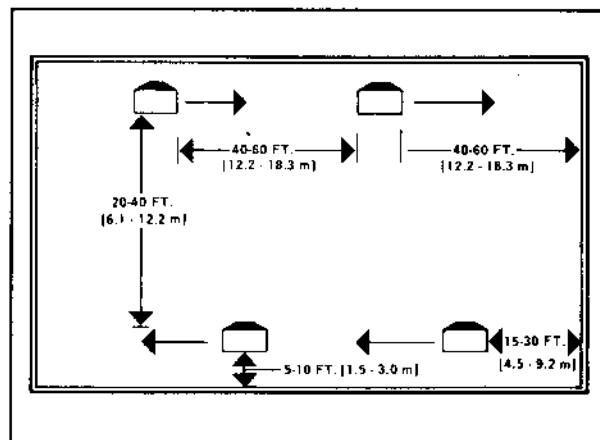 40-60 FT.
[12.2 - 18.3 m]
40-60 FT.
[12.2 - 18.3 m]
20-40 FT.
[6.1 - 12.2 m]
15-30 FT.
[4.5 - 9.2 m]
5-10 FT. [1.5 - 3.0 m]